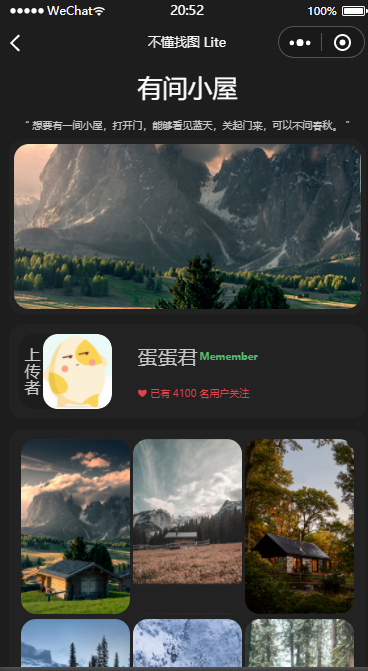 WeChat
20:52
100%
不懂找图 Lite
有间小屋
“ 想要有一间小屋，打开门，能够看见蓝天，关起门来，可以不问春秋。 ”
上传者
蛋蛋君 Memember
已有 4100 名用户关注